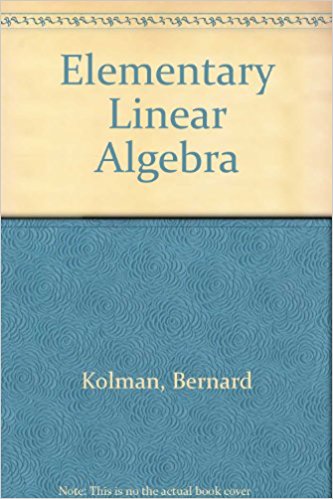 Elementary
Linear
Algebra
Kolman, Bernard
Note: This is no the actual book cover